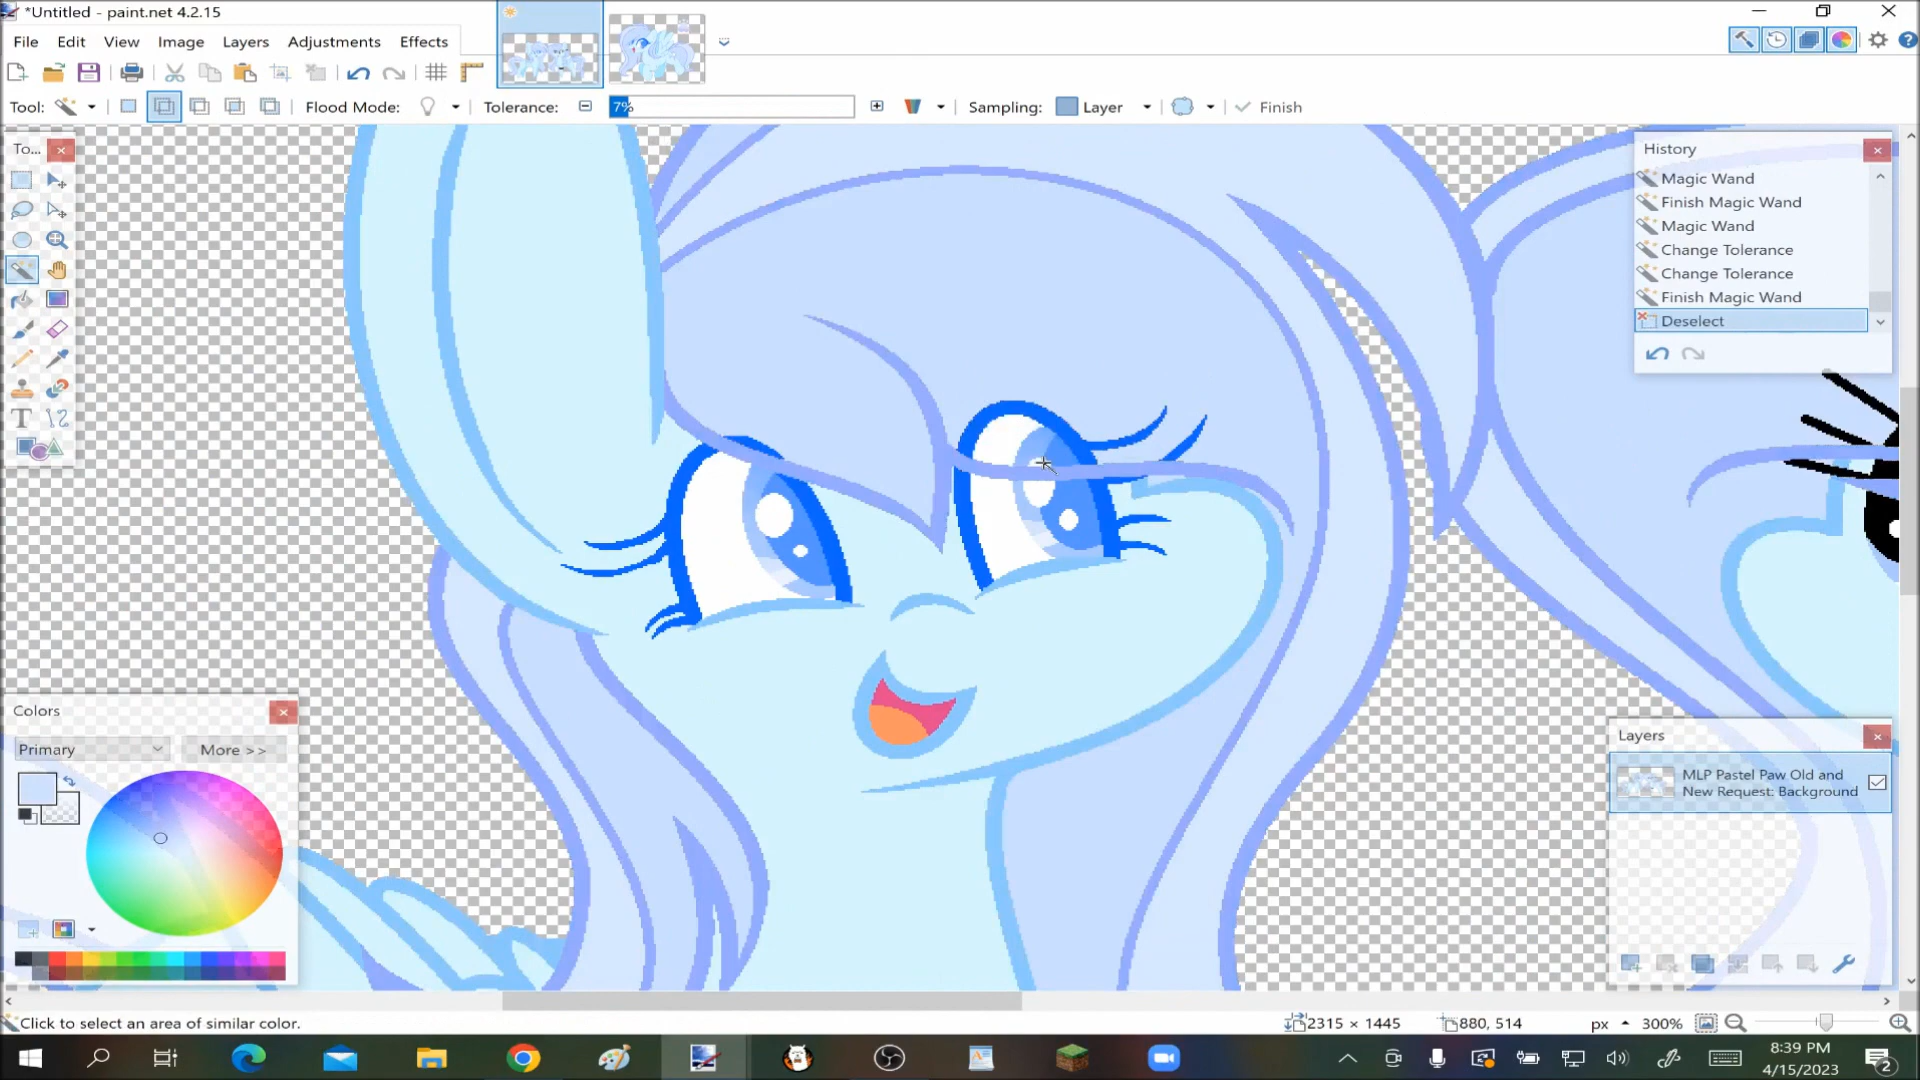 *Untitled - paint.net 4.2.15
File Edit View Image Layers Adjustments Effects
Tool: Flood Mode: Tolerance: 7% Sampling: Layer Finish
To...
History
Magic Wand
Finish Magic Wand
Magic Wand
Change Tolerance
Change Tolerance
Finish Magic Wand
Deselect
T
Colors
Primary
More >>
Layers
MLP Pastel Paw Old and
New Request: Background
Click to select an area of similar color.
2315 × 1445
880, 514
px
300%
8:39 PM
4/15/2023
2